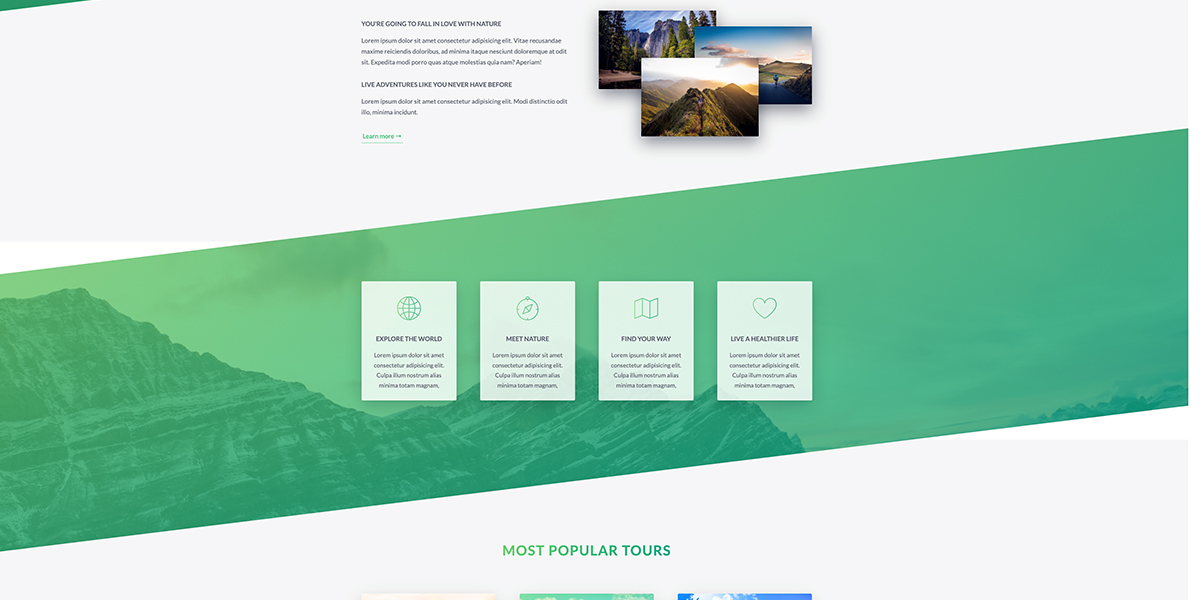 YOU'RE GOING TO FALL IN LOVE WITH NATURE
Lorem ipsum dolor sit amet consectetur adipisicing elit. Vitae recusandae
maxime reiciendis doloribus, ad minima itaque nesciunt doloremque at odit
sit. Expedita modi porro quas atque molestias quia nam? Aperiam!
LIVE ADVENTURES LIKE YOU NEVER HAVE BEFORE
Lorem ipsum dolor sit amet consectetur adipisicing elit. Modi distinctio odit
illo, minima incidunt.
Learn more →
EXPLORE THE WORLD
Lorem ipsum dolor sit amet
consectetur adipisicing elit.
Culpa illum nostrum alias
minima totam magnam,
MEET NATURE
Lorem ipsum dolor sit amet
consectetur adipisicing elit.
Culpa illum nostrum alias
minima totam magnam,
FIND YOUR WAY
Lorem ipsum dolor sit amet
consectetur adipisicing elit.
Culpa illum nostrum alias
minima totam magnam,
LIVE A HEALTHIER LIFE
Lorem ipsum dolor sit amet
consectetur adipisicing elit.
Culpa illum nostrum alias
minima totam magnam,
MOST POPULAR TOURS